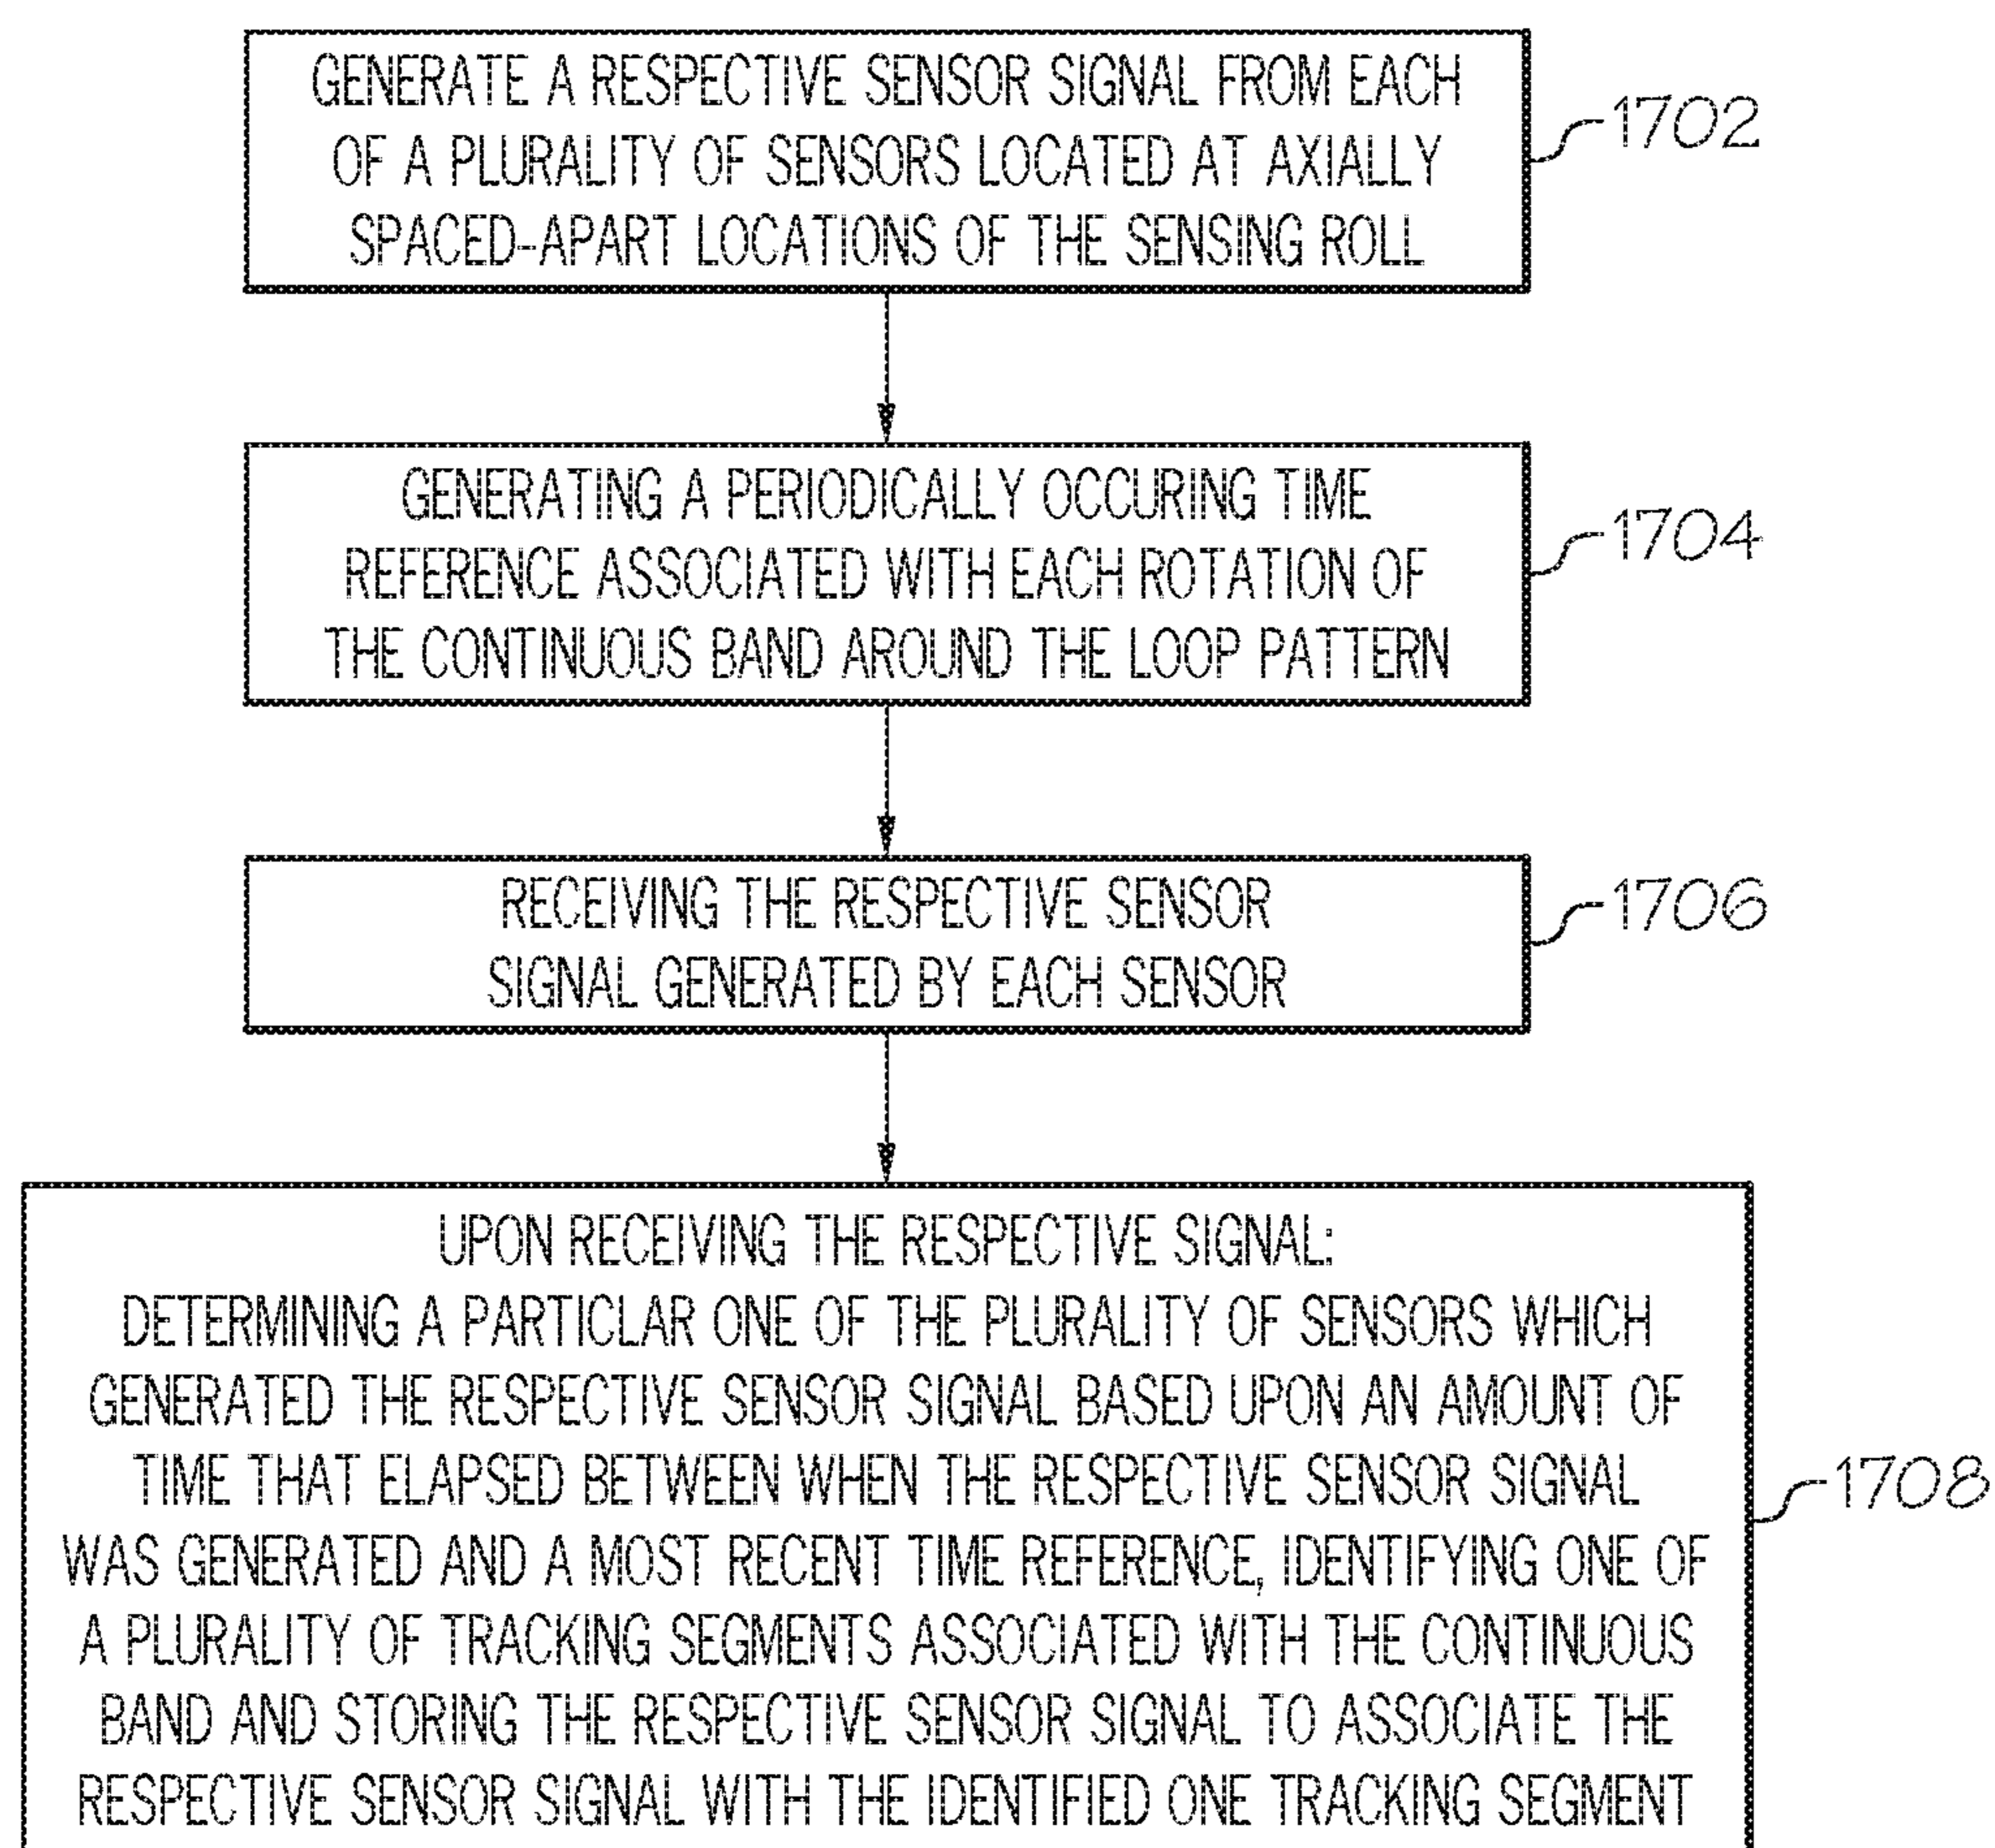 GENERATE A RESPECTIVE SENSOR SIGNAL FROM EACH
OF A PLURALITY OF SENSORS LOCATED AT AXIALLY
SPACED-APART LOCATIONS OF THE SENSING ROLL
1702
GENERATING A PERIODICALLY OCCURING TIME
REFERENCE ASSOCIATED WITH EACH ROTATION OF
THE CONTINUOUS BAND AROUND THE LOOP PATTERN
1704
RECEIVING THE RESPECTIVE SENSOR
SIGNAL GENERATED BY EACH SENSOR
1706
UPON RECEIVING THE RESPECTIVE SIGNAL:
DETERMINING A PARTICLAR ONE OF THE PLURALITY OF SENSORS WHICH
GENERATED THE RESPECTIVE SENSOR SIGNAL BASED UPON AN AMOUNT OF
TIME THAT ELAPSED BETWEEN WHEN THE RESPECTIVE SENSOR SIGNAL
WAS GENERATED AND A MOST RECENT TIME REFERENCE, IDENTIFYING ONE OF
A PLURALITY OF TRACKING SEGMENTS ASSOCIATED WITH THE CONTINUOUS
BAND AND STORING THE RESPECTIVE SENSOR SIGNAL TO ASSOCIATE THE
RESPECTIVE SENSOR SIGNAL WITH THE IDENTIFIED ONE TRACKING SEGMENT
1708